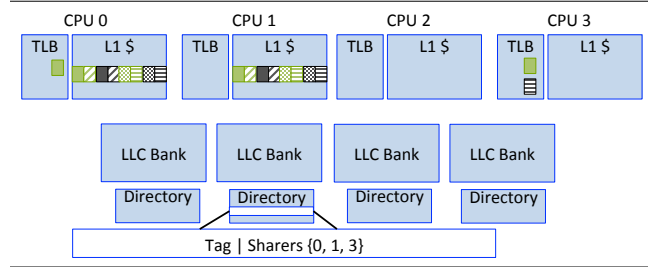 CPU 0 CPU 1 CPU 2 CPU 3
TLB L1 $ TLB L1 $ TLB L1 $ TLB L1 $
LLC Bank LLC Bank LLC Bank LLC Bank
Directory Directory Directory Directory
Tag | Sharers {0, 1, 3}